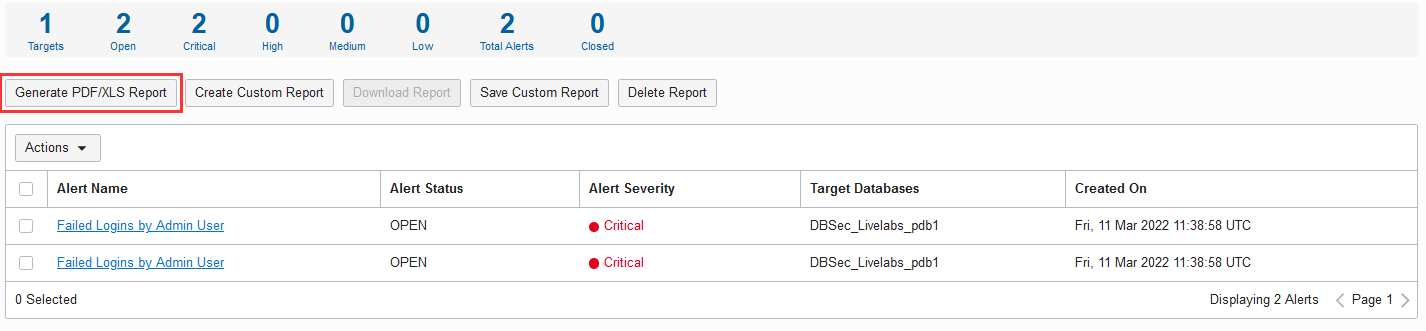 1 2 2 0 0 0 2 0
Targets Open Critical High Medium Low Total Alerts Closed
Generate PDF/XLS Report Create Custom Report Download Report Save Custom Report Delete Report
Actions
Alert Name Alert Status Alert Severity Target Databases Created On
Failed Logins by Admin User OPEN Critical DBSec_Livelabs_pdb1 Fri, 11 Mar 2022 11:38:58 UTC
Failed Logins by Admin User OPEN Critical DBSec_Livelabs_pdb1 Fri, 11 Mar 2022 11:38:58 UTC
0 Selected Displaying 2 Alerts Page 1